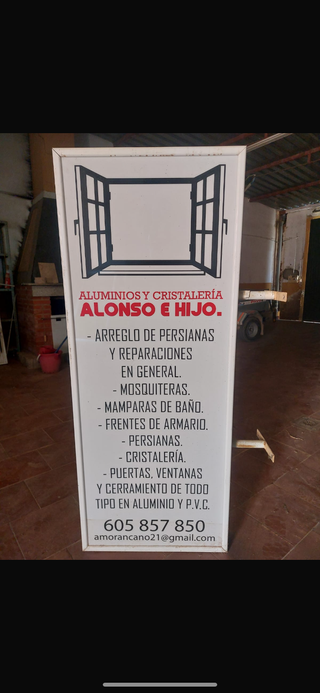 ALUMINIOS Y CRISTALERÍA
ALONSO E HIJO.
- ARREGLO DE PERSIANAS
Y REPARACIONES
EN GENERAL.
- MOSQUITERAS.
- MAMPARAS DE BAÑO.
- FRENTES DE ARMARIO.
- PERSIANAS.
- CRISTALERÍA.
- PUERTAS, VENTANAS
Y CERRAMIENTO DE TODO
TIPO EN ALUMINIO Y P.V.C.
605 857 850
amorancano21@gmail.com